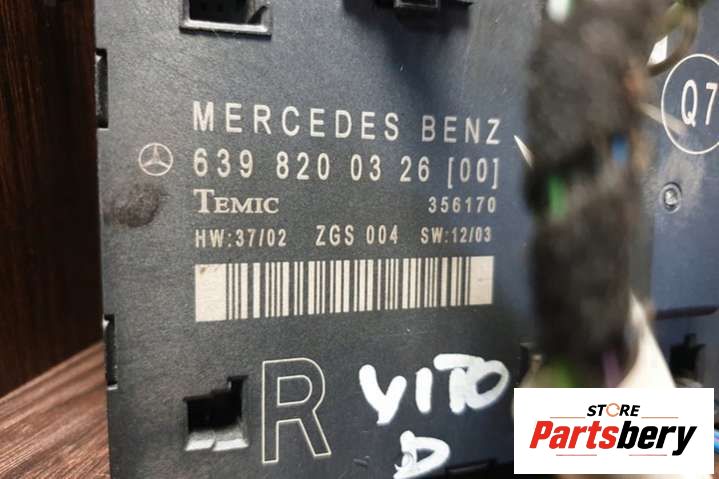 MERCEDES BENZ
639 820 03 26 [00]
TEMIC 356170
HW:37/02 ZGS 004 SW:12/03
R
VITO
D
Q7
STORE
Partsbery